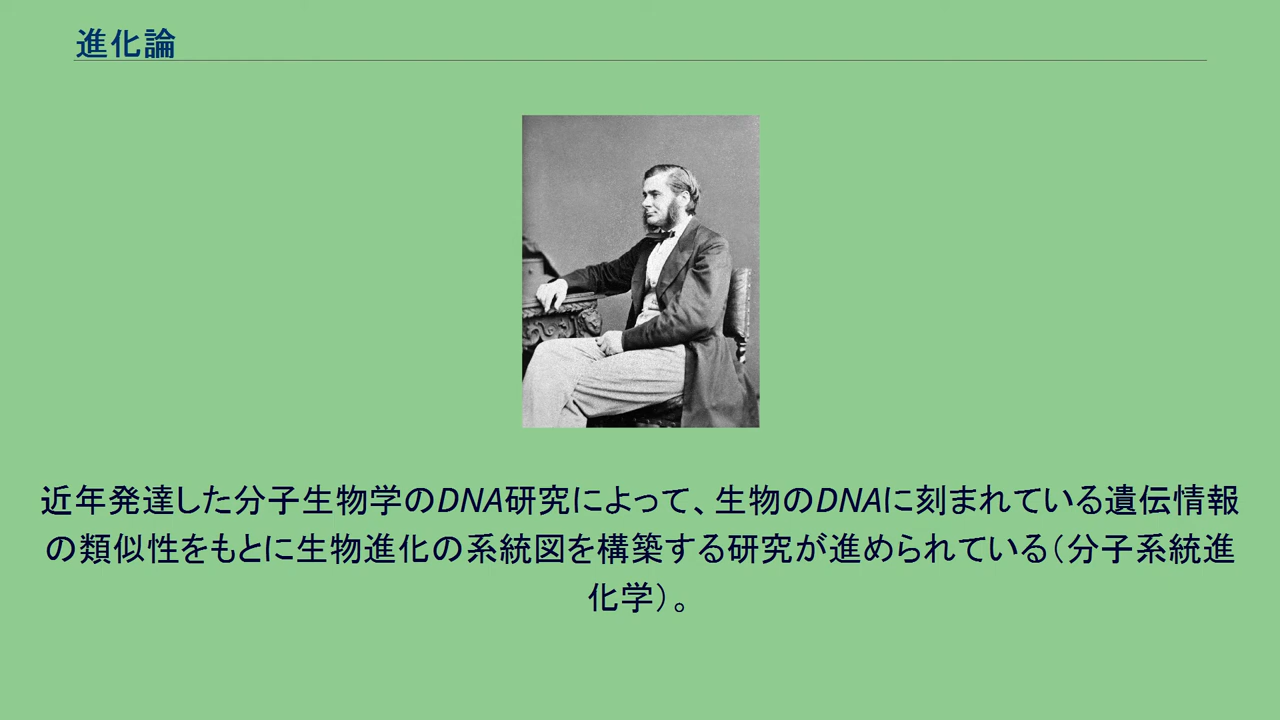 進化論
近年発達した分子生物学のDNA研究によって、生物のDNAに刻まれている遺伝情報
の類似性をもとに生物進化の系統図を構築する研究が進められている（分子系統進
化学）。